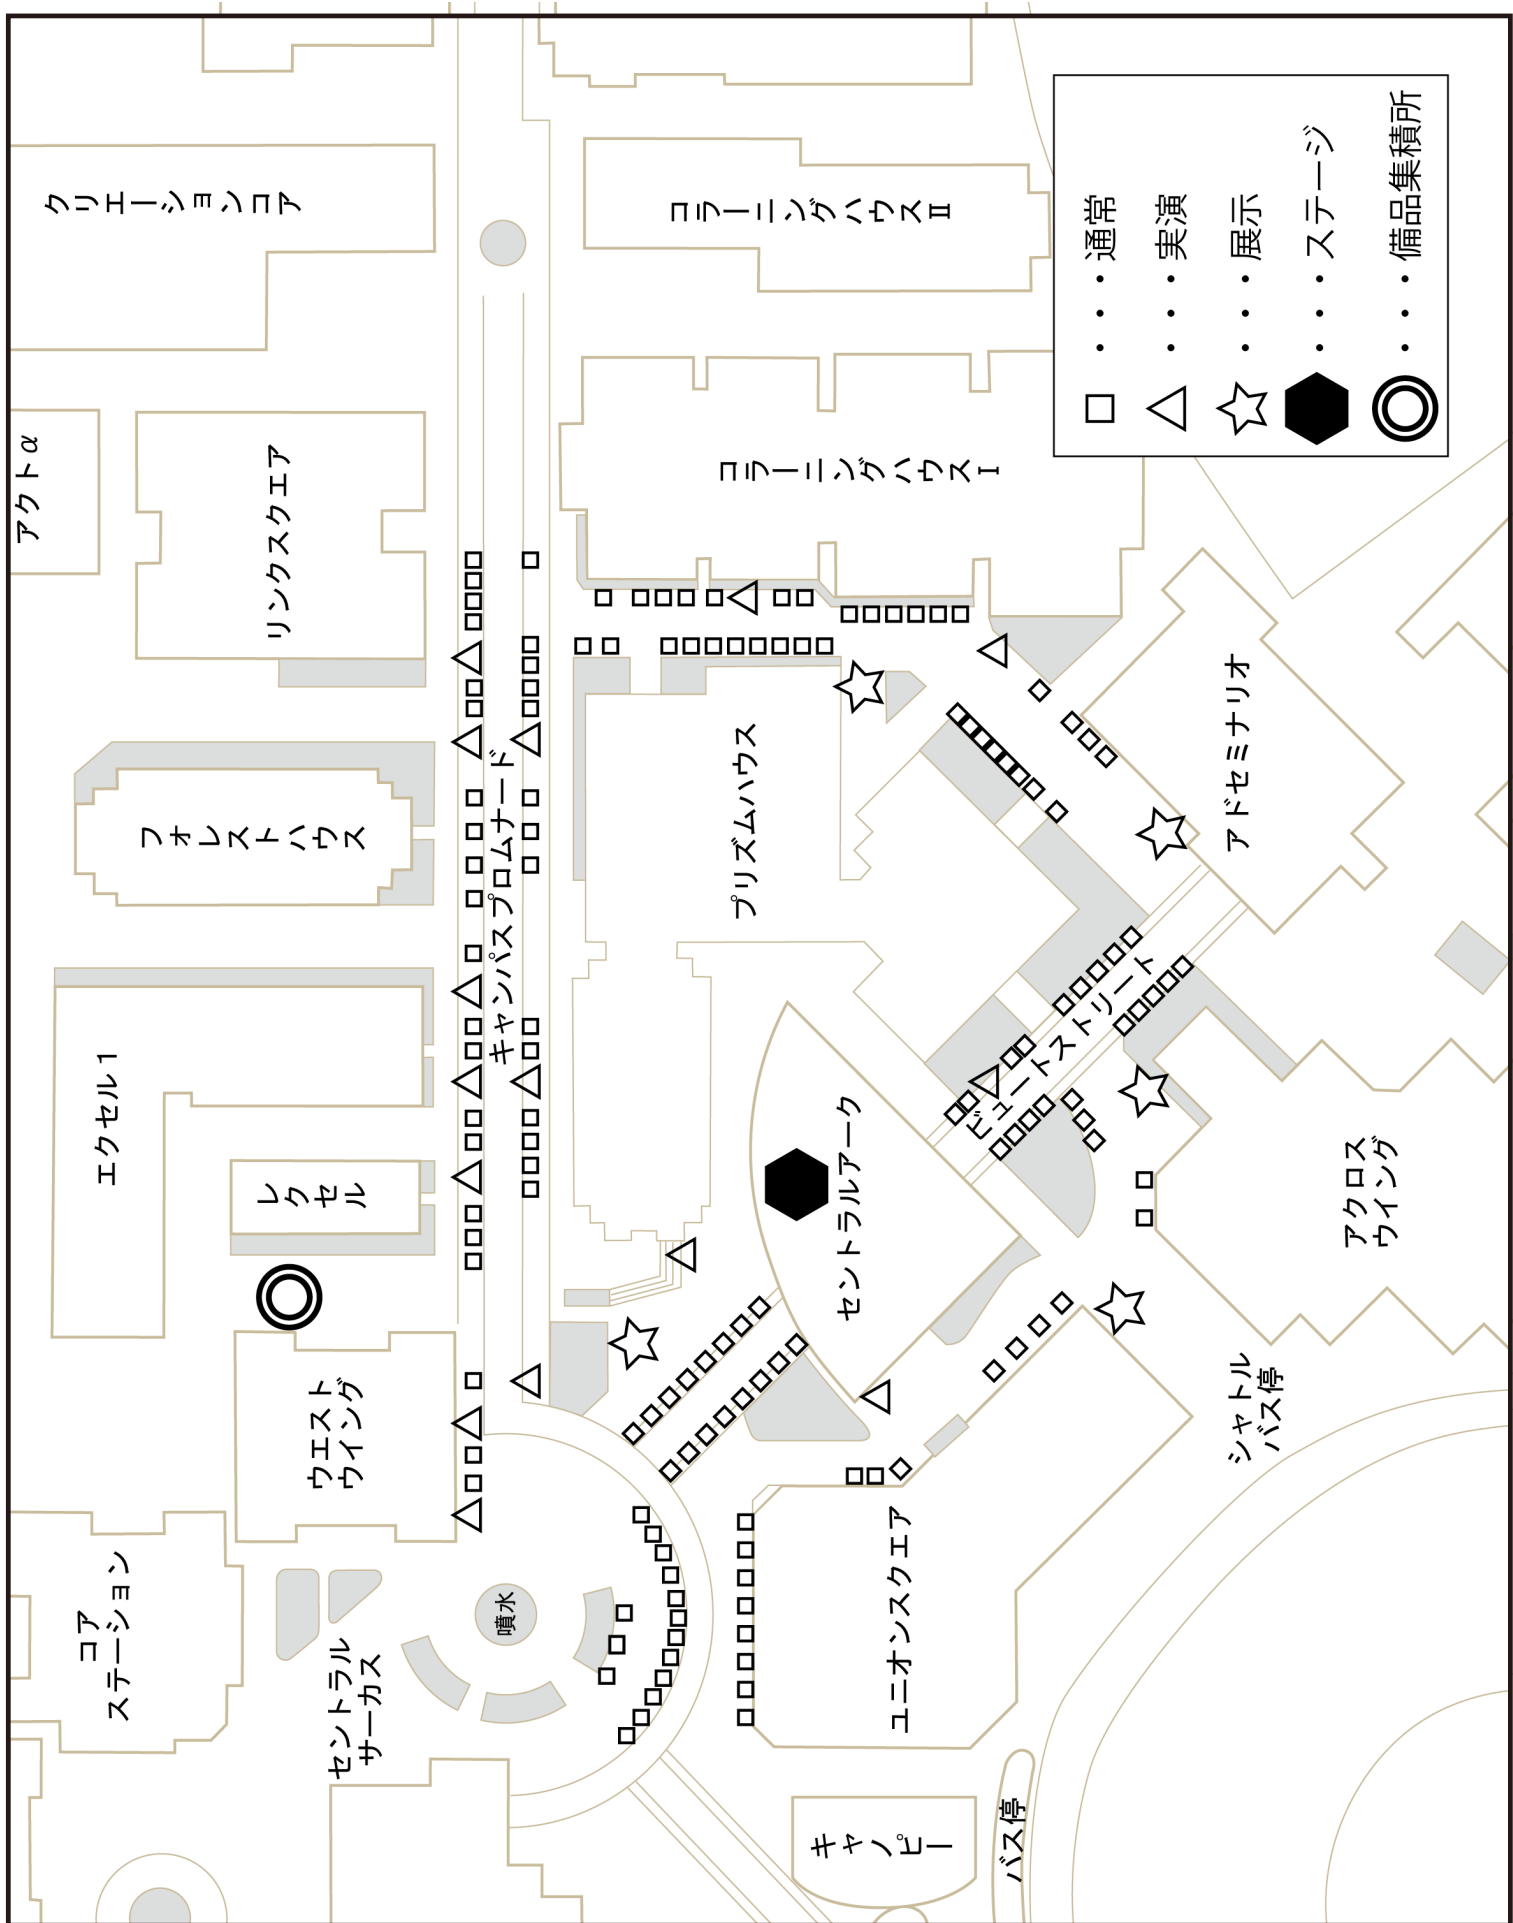 クリエーションコア
コラーニングハウスⅡ
□・・・通常
△・・・実演
☆・・・展示
⬢・・・ステージ
◎・・・備品集積所
アクトα
リンクスクエア
コラーニングハウスⅠ
フォレストハウス
キャンパスプロムナード
プリズムハウス
アドセミナリオ
エクセル1
レクセル
セントラルアーク
ビュートストリート
アクロス
ウイング
ウエスト
ウイング
シャトル
バス停
コア
ステーション
セントラル
サーカス
噴水
ユニオンスクエア
キャノピー
バス停